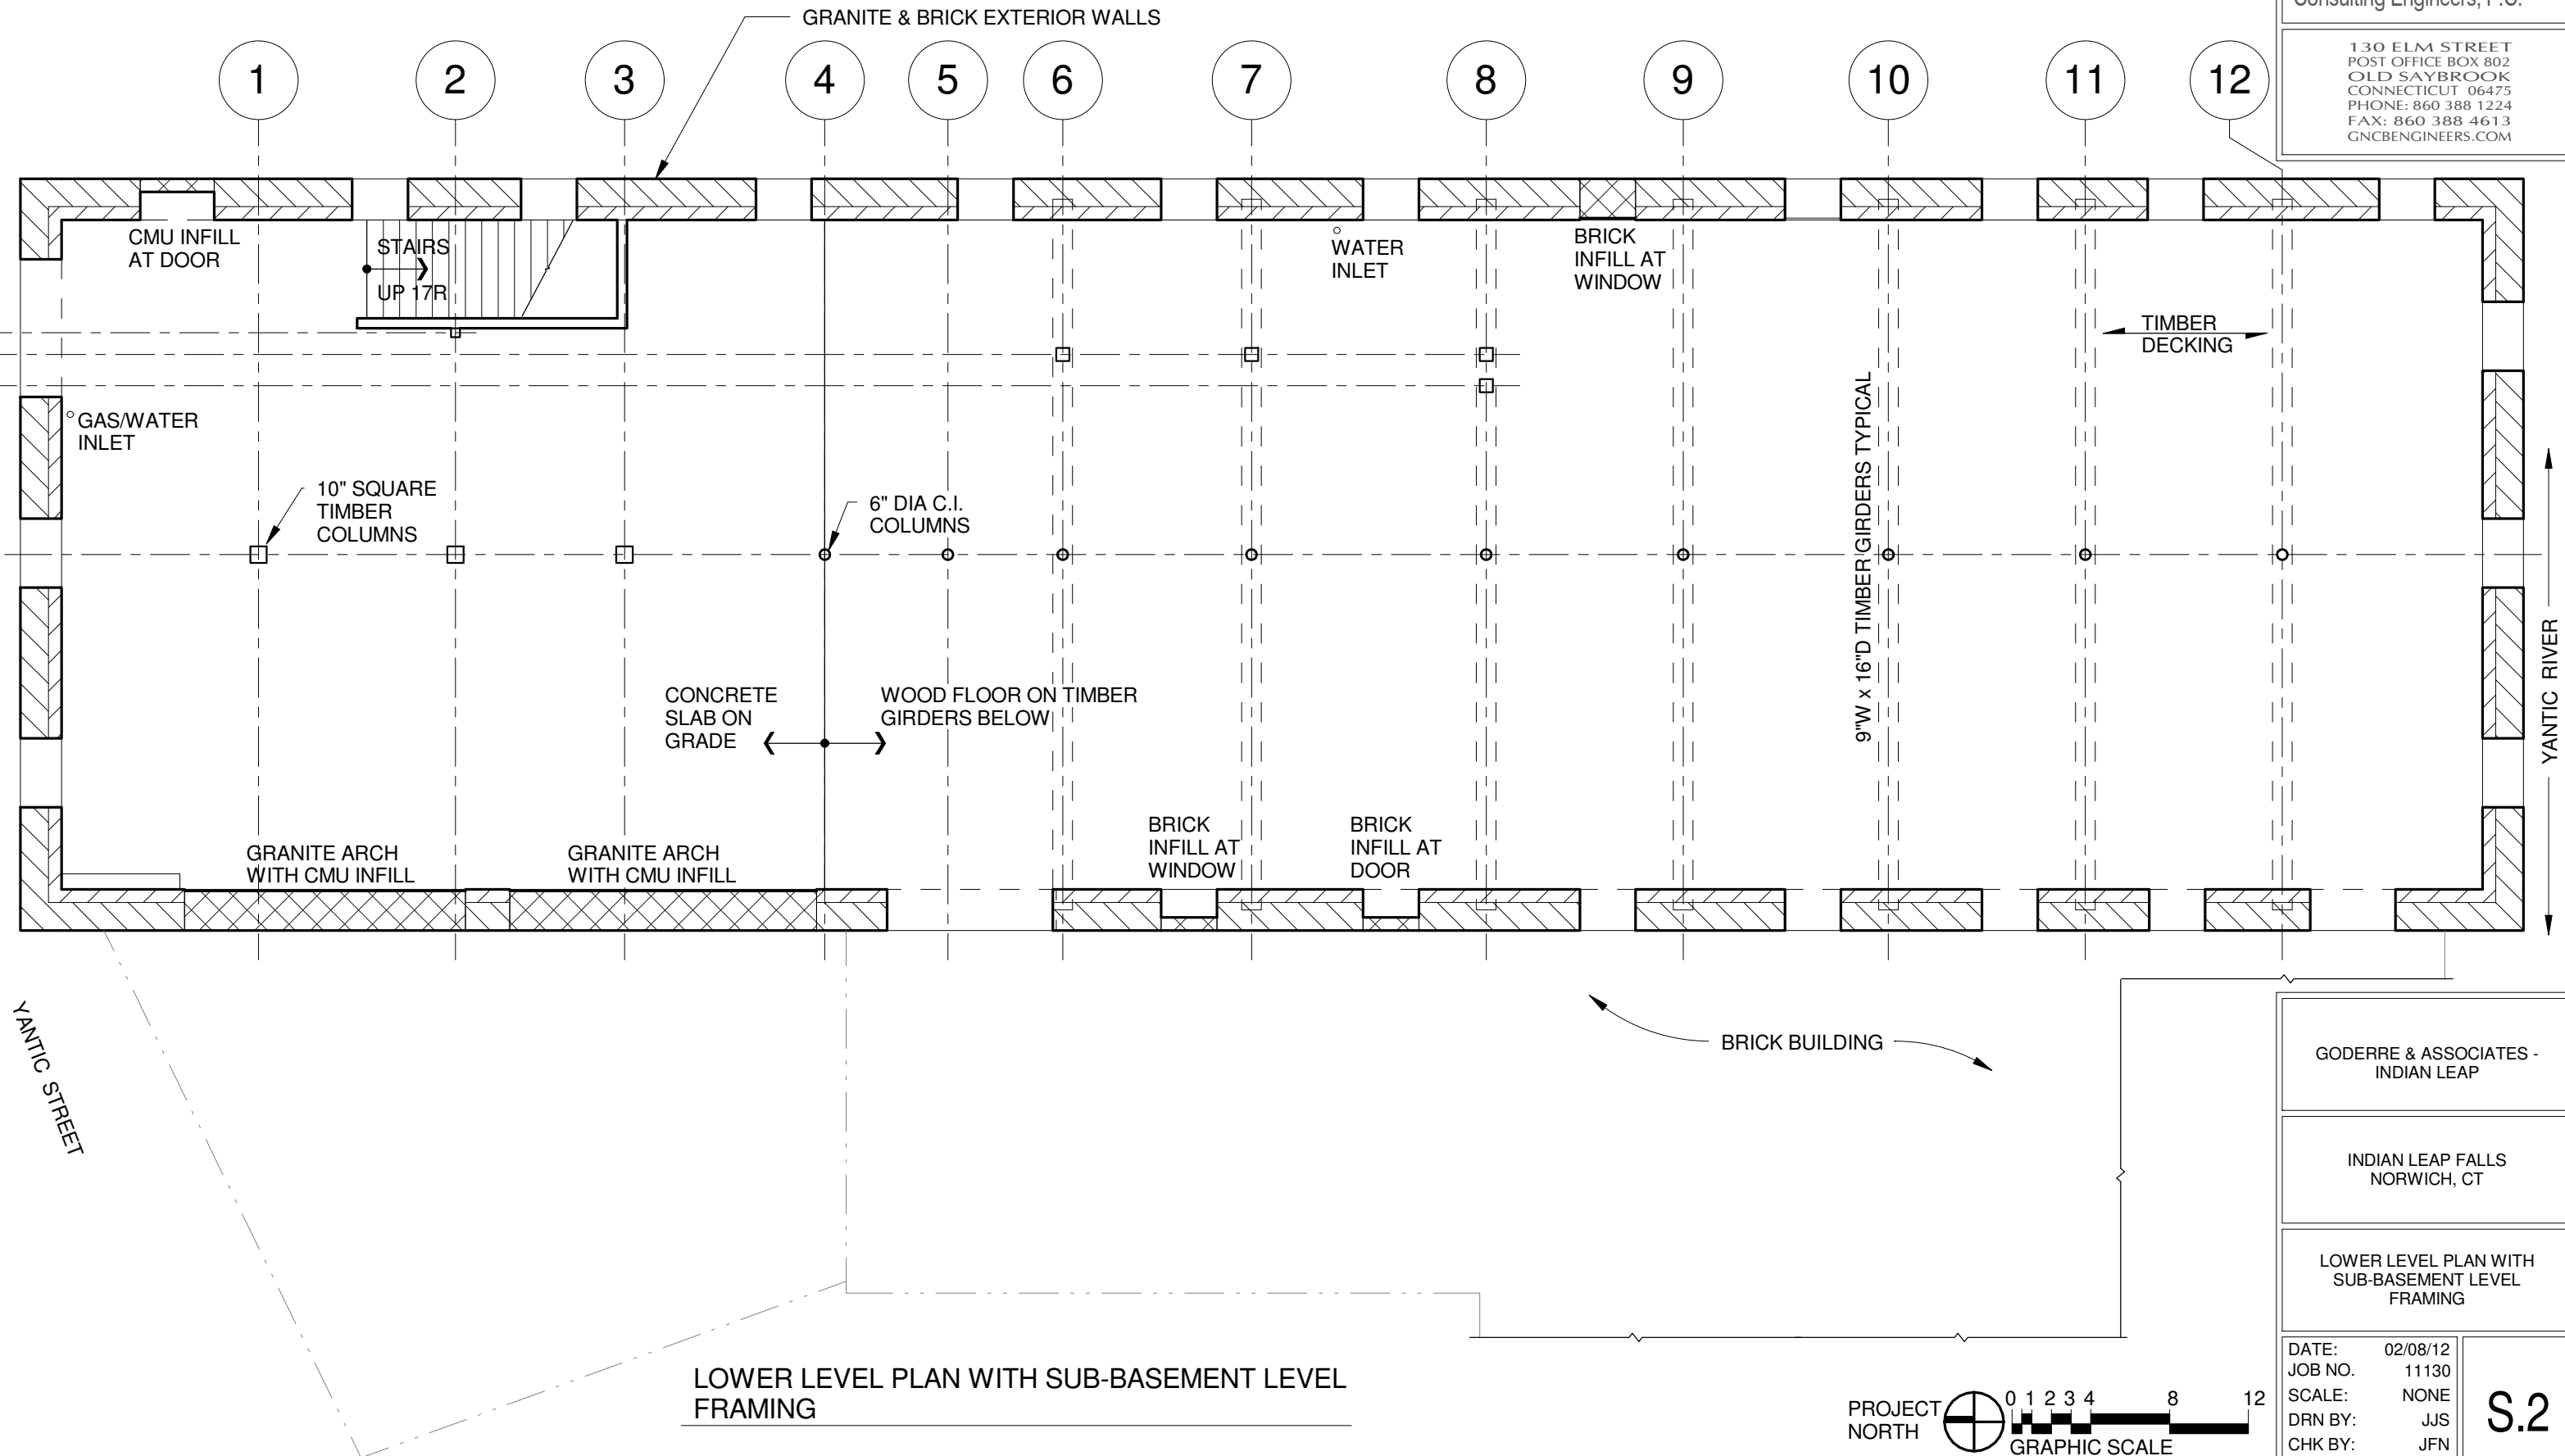 GRANITE & BRICK EXTERIOR WALLS
Consulting Engineers, P.C.
130 ELM STREET
POST OFFICE BOX 802
OLD SAYBROOK
CONNECTICUT 06475
PHONE: 860 388 1224
FAX: 860 388 4613
GNCBENGINEERS.COM
1 2 3 4 5 6 7 8 9 10 11 12
CMU INFILL
AT DOOR
STAIRS
UP 17R
WATER
INLET
BRICK
INFILL AT
WINDOW
TIMBER
DECKING
GAS/WATER
INLET
10" SQUARE
TIMBER
COLUMNS
6" DIA C.I.
COLUMNS
9"W x 16"D TIMBER GIRDERS TYPICAL
YANTIC RIVER
CONCRETE
SLAB ON
GRADE
WOOD FLOOR ON TIMBER
GIRDERS BELOW
GRANITE ARCH
WITH CMU INFILL
GRANITE ARCH
WITH CMU INFILL
BRICK
INFILL AT
WINDOW
BRICK
INFILL AT
DOOR
YANTIC STREET
BRICK BUILDING
GODERRE & ASSOCIATES -
INDIAN LEAP
INDIAN LEAP FALLS
NORWICH, CT
LOWER LEVEL PLAN WITH
SUB-BASEMENT LEVEL
FRAMING
LOWER LEVEL PLAN WITH SUB-BASEMENT LEVEL
FRAMING
PROJECT
NORTH
0 1 2 3 4 8 12
GRAPHIC SCALE
DATE: 02/08/12
JOB NO. 11130
SCALE: NONE
DRN BY: JJS
CHK BY: JFN
S.2